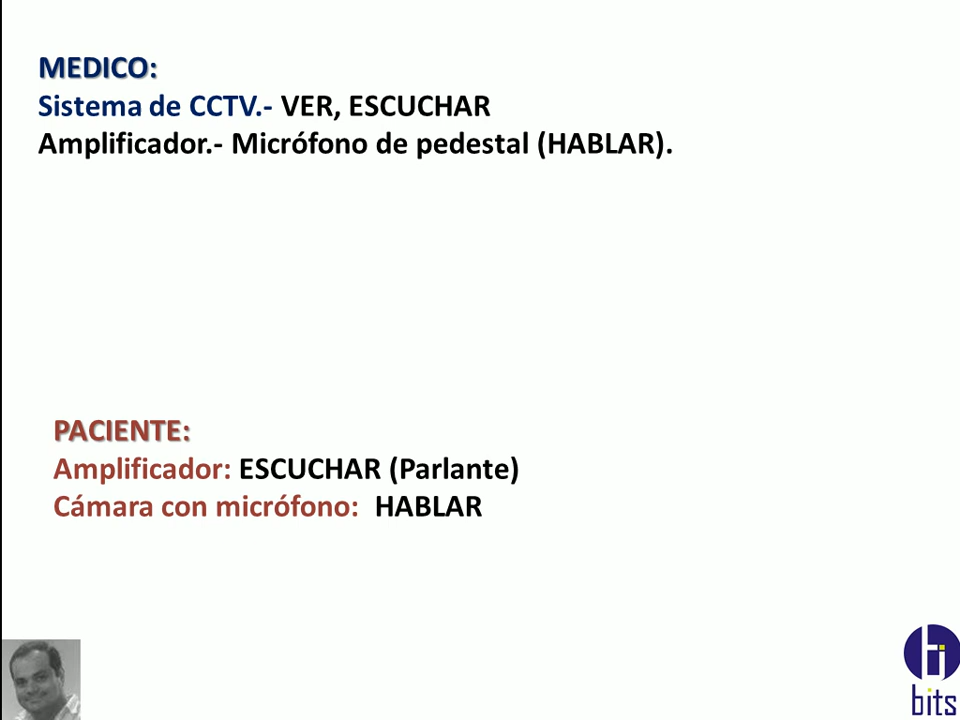 MEDICO:
Sistema de CCTV.- VER, ESCUCHAR
Amplificador.- Micrófono de pedestal (HABLAR).
PACIENTE:
Amplificador: ESCUCHAR (Parlante)
Cámara con micrófono: HABLAR
bits